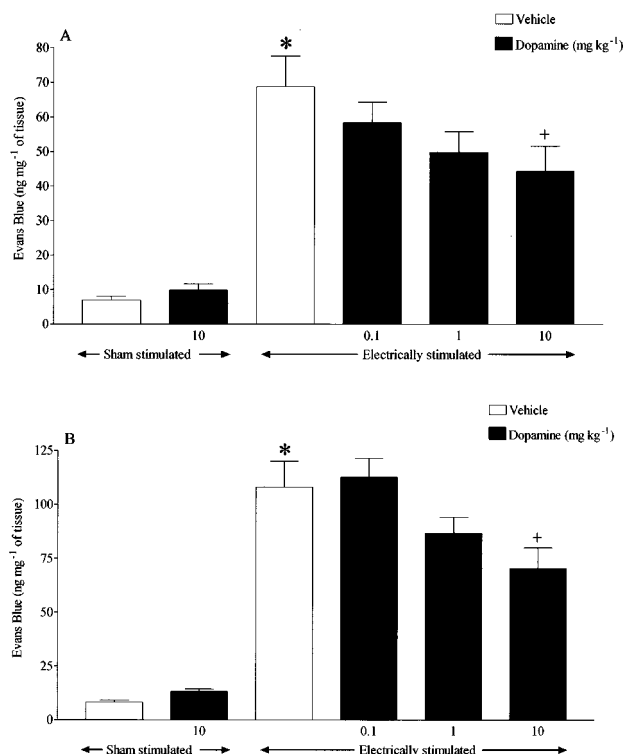 Vehicle
Dopamine (mg kg⁻¹)
A
80
70
60
50
40
30
20
10
0
Evans Blue (ng mg⁻¹ of tissue)
*
+
10
0.1
1
10
Sham stimulated
Electrically stimulated
Vehicle
Dopamine (mg kg⁻¹)
B
125
100
75
50
25
0
Evans Blue (ng mg⁻¹ of tissue)
*
+
10
0.1
1
10
Sham stimulated
Electrically stimulated